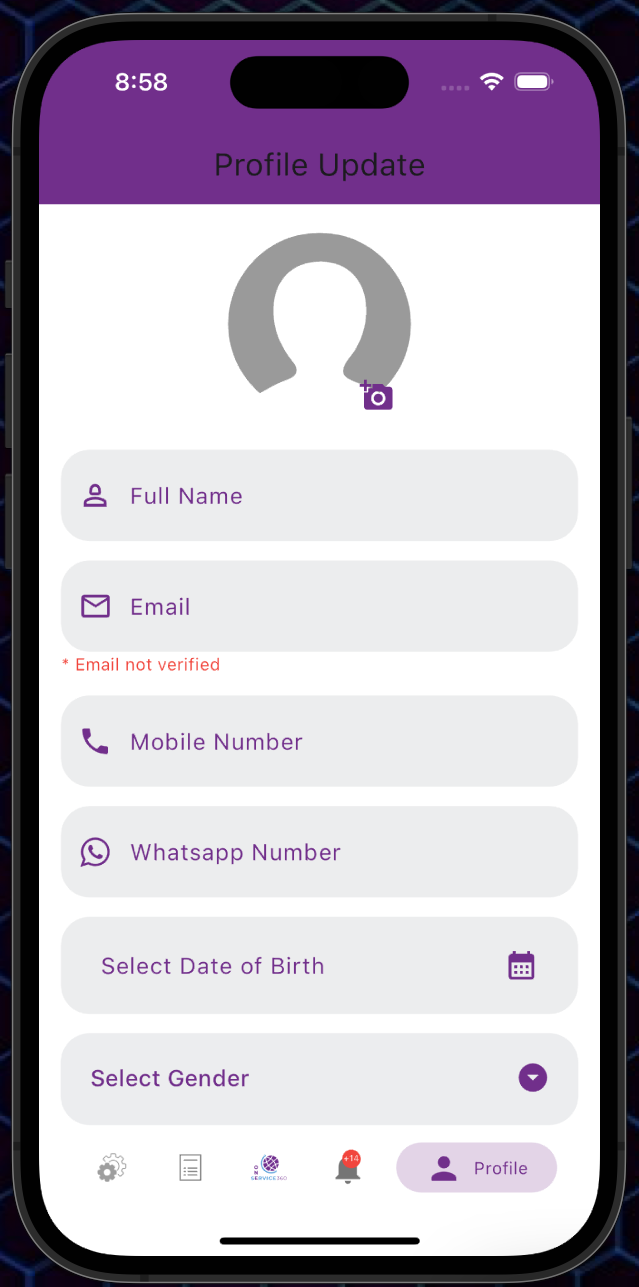 8:58
Profile Update
Full Name
Email
* Email not verified
Mobile Number
Whatsapp Number
Select Date of Birth
Select Gender
ONE
SERVICE360
+14
Profile